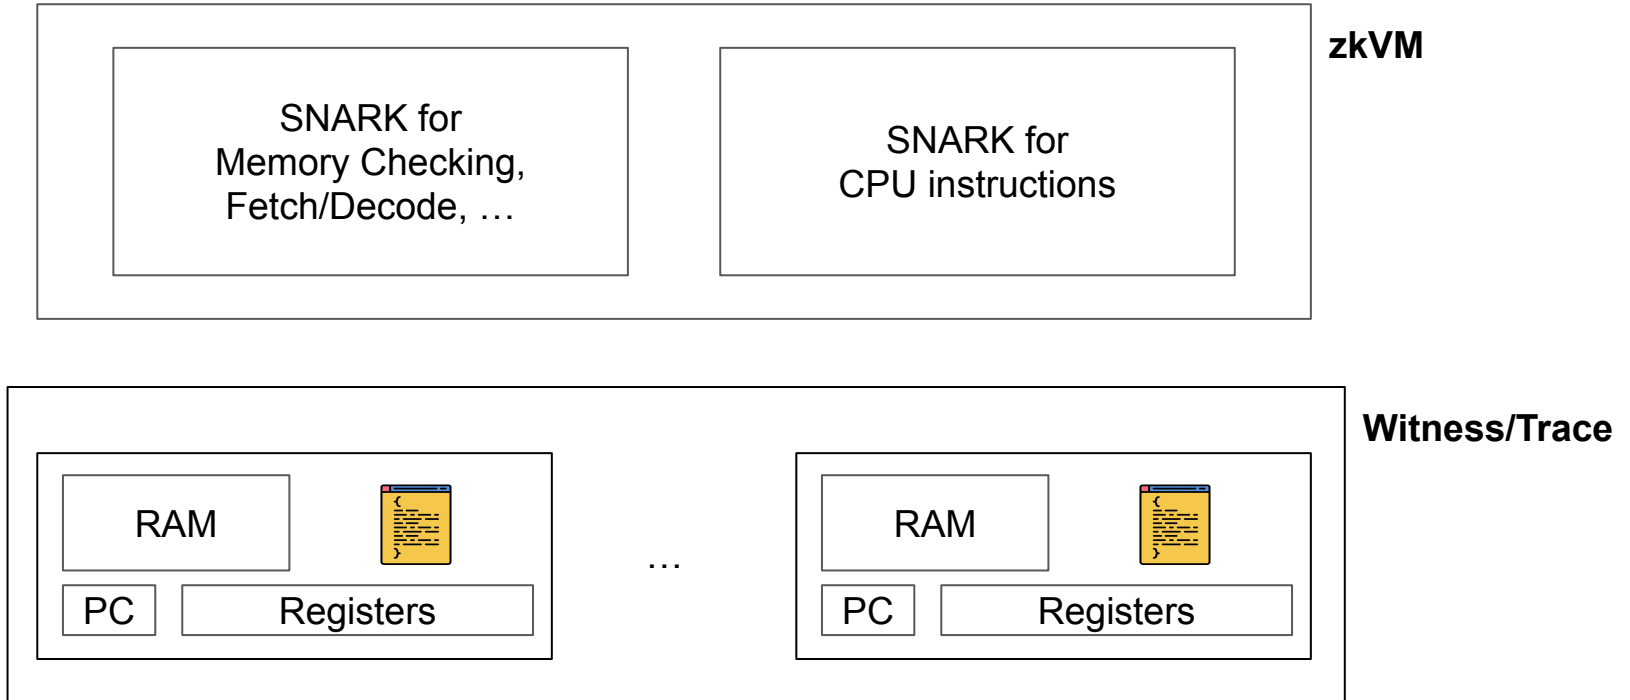 zkVM
SNARK for
Memory Checking,
Fetch/Decode, …
SNARK for
CPU instructions
Witness/Trace
RAM
{
}
PC
Registers
…
RAM
{
}
PC
Registers